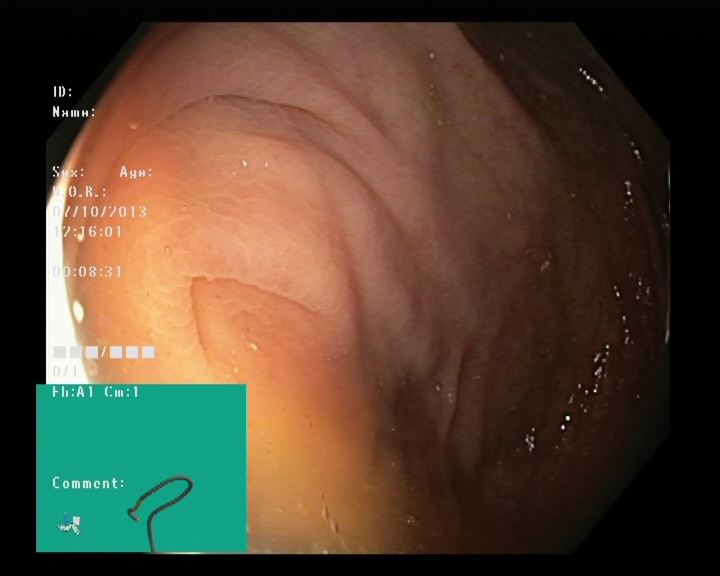 ID:
Name:
Sex: Age:
D.O.B.:
07/10/2013
12:16:01
00:08:31
■■■/■■■
0/1
Eh:A1 Cm:1
Comment: